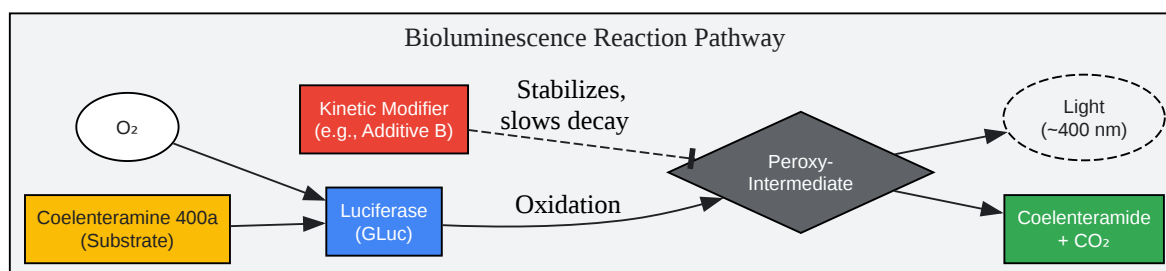 Bioluminescence Reaction Pathway
O₂
Kinetic Modifier
(e.g., Additive B)
Stabilizes,
slows decay
Light
(~400 nm)
Peroxy-
Intermediate
Coelenteramine 400a
(Substrate)
Luciferase
(GLuc)
Oxidation
Coelenteramide
+ CO₂